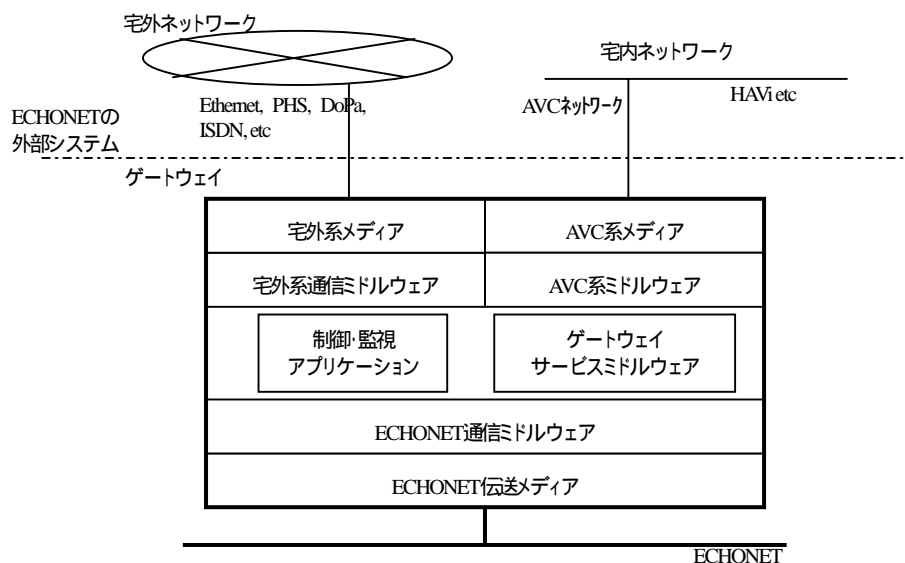 宅外ネットワーク
宅内ネットワーク
Ethernet, PHS, DoPa,
ISDN, etc
AVCネットワーク
HAVi etc
ECHONETの
外部システム
ゲートウェイ
宅外系メディア
AVC系メディア
宅外系通信ミドルウェア
AVC系ミドルウェア
制御･監視
アプリケーション
ゲートウェイ
サービスミドルウェア
ECHONET通信ミドルウェア
ECHONET伝送メディア
ECHONET